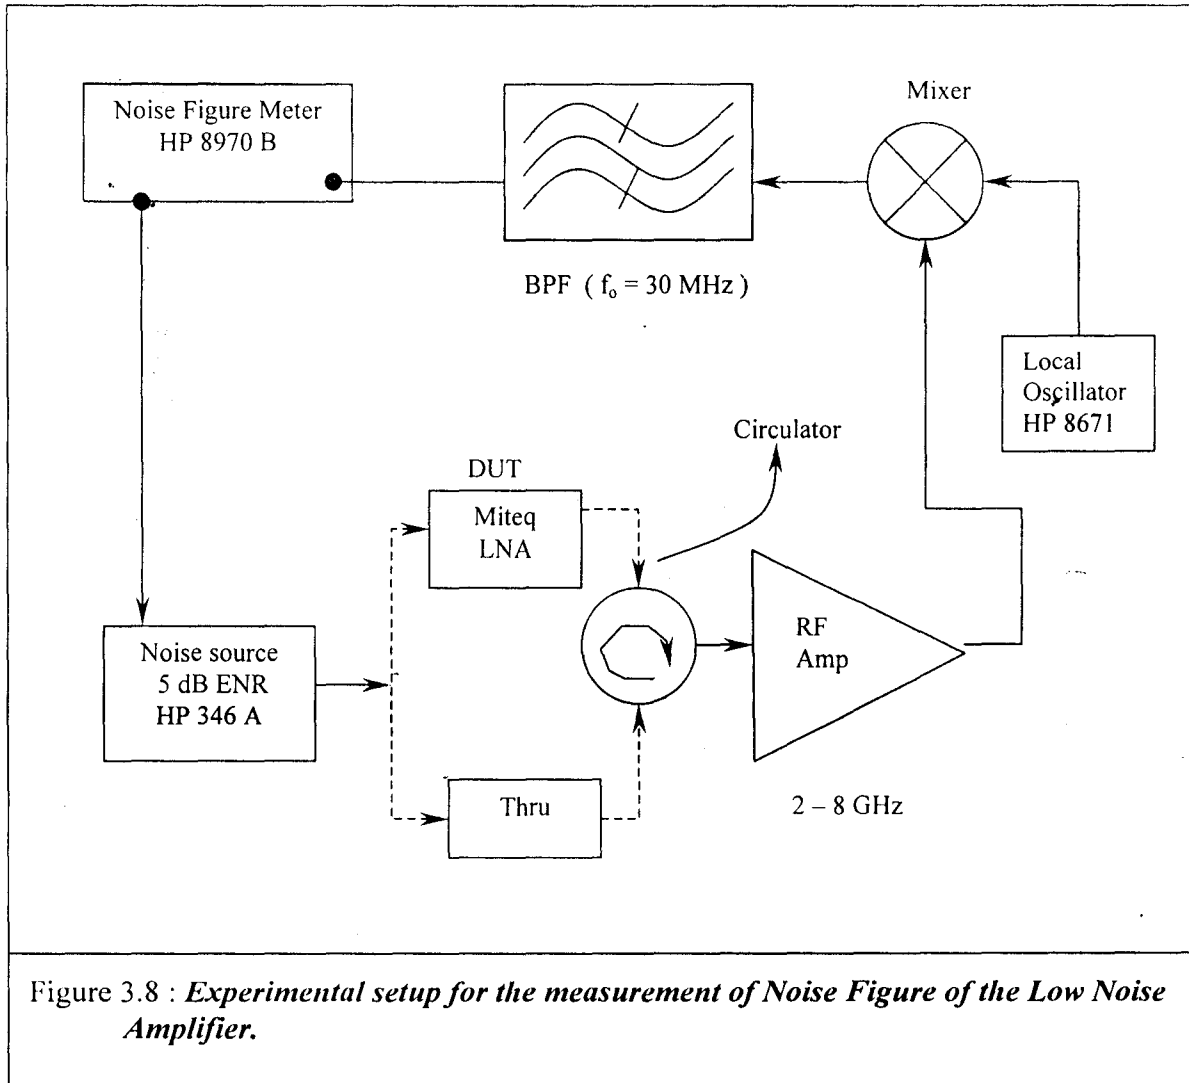 Noise Figure Meter
HP 8970 B
Mixer
BPF ( fₒ = 30 MHz )
Local
Oscillator
HP 8671
Circulator
DUT
Miteq
LNA
RF
Amp
Noise source
5 dB ENR
HP 346 A
Thru
2 – 8 GHz
Figure 3.8 : Experimental setup for the measurement of Noise Figure of the Low Noise
Amplifier.